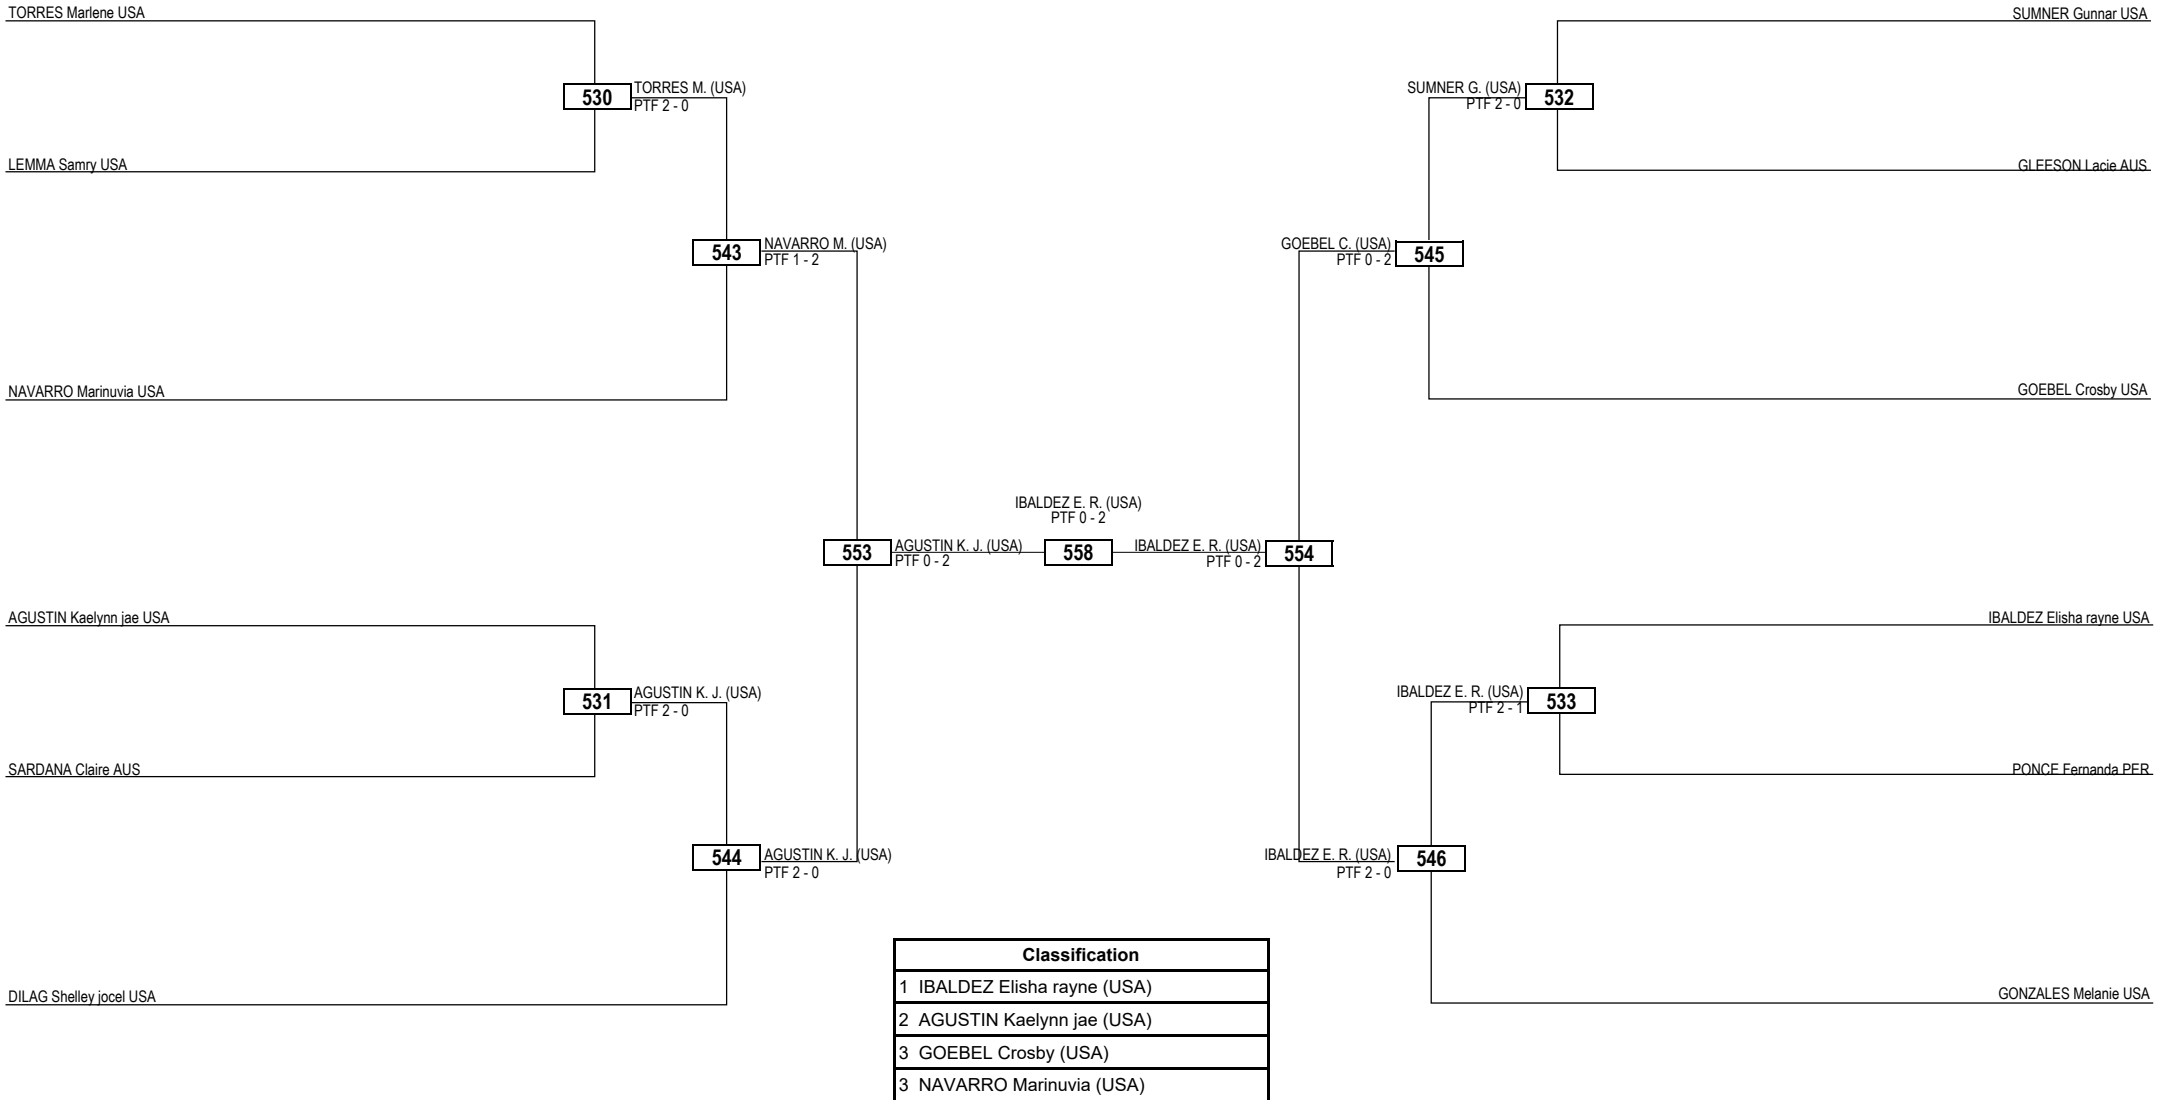 TORRES Marlene USA
SUMNER Gunnar USA
530
TORRES M. (USA)
PTF 2 - 0
SUMNER G. (USA)
PTF 2 - 0
532
LEMMA Samry USA
GLEESON Lacie AUS
543
NAVARRO M. (USA)
PTF 1 - 2
GOEBEL C. (USA)
PTF 0 - 2
545
NAVARRO Marinuvia USA
GOEBEL Crosby USA
IBALDEZ E. R. (USA)
PTF 0 - 2
553
AGUSTIN K. J. (USA)
PTF 0 - 2
558
IBALDEZ E. R. (USA)
PTF 0 - 2
554
AGUSTIN Kaelynn jae USA
IBALDEZ Elisha rayne USA
531
AGUSTIN K. J. (USA)
PTF 2 - 0
IBALDEZ E. R. (USA)
PTF 2 - 1
533
SARDANA Claire AUS
PONCE Fernanda PER
544
AGUSTIN K. J. (USA)
PTF 2 - 0
IBALDEZ E. R. (USA)
PTF 2 - 0
546
DILAG Shelley jocel USA
GONZALES Melanie USA
Classification
1 IBALDEZ Elisha rayne (USA)
2 AGUSTIN Kaelynn jae (USA)
3 GOEBEL Crosby (USA)
3 NAVARRO Marinuvia (USA)